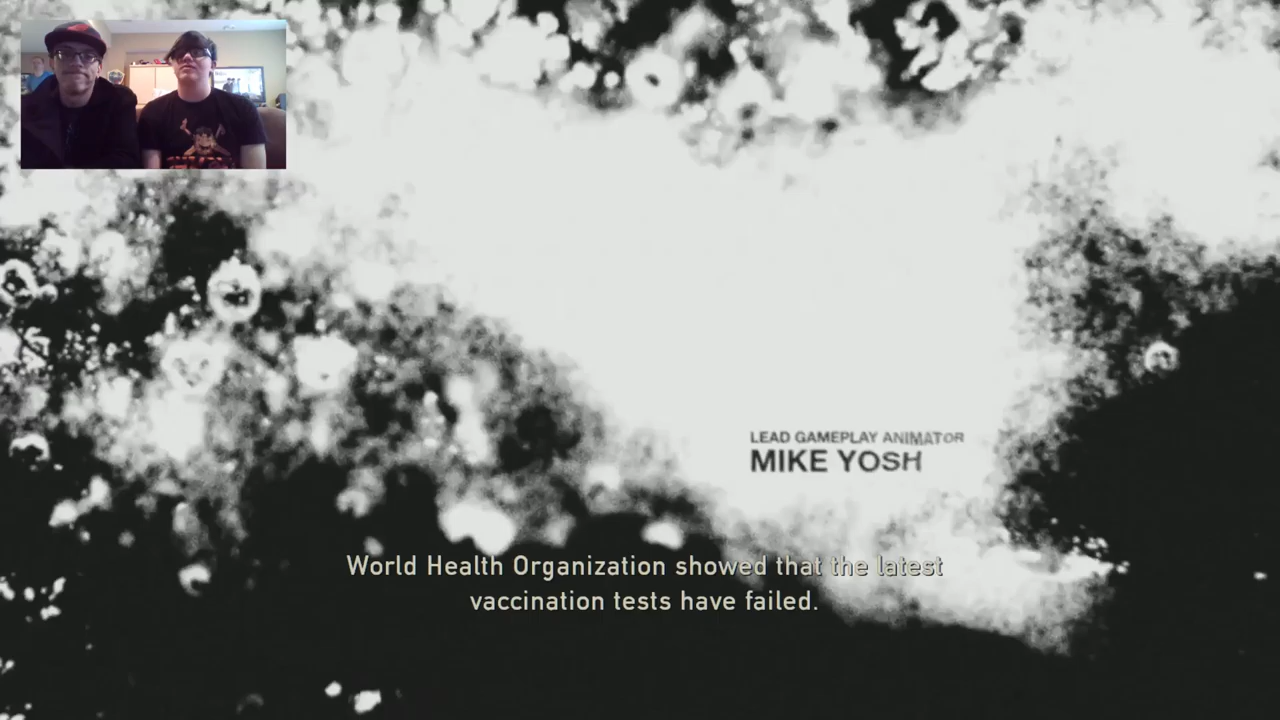 LEAD GAMEPLAY ANIMATOR
MIKE YOSH
World Health Organization showed that the latest
vaccination tests have failed.